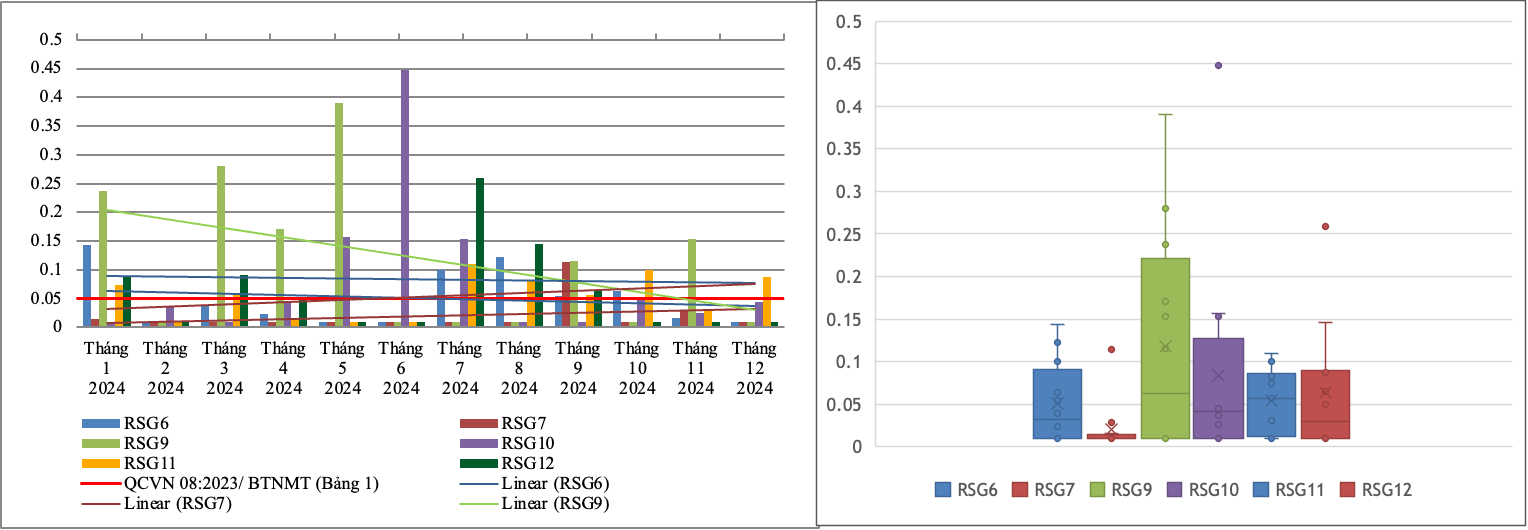 0.5
0.45
0.4
0.35
0.3
0.25
0.2
0.15
0.1
0.05
0
Tháng 1 2024
Tháng 2 2024
Tháng 3 2024
Tháng 4 2024
Tháng 5 2024
Tháng 6 2024
Tháng 7 2024
Tháng 8 2024
Tháng 9 2024
Tháng 10 2024
Tháng 11 2024
Tháng 12 2024
RSG6 RSG7
RSG9 RSG10
RSG11 RSG12
QCVN 08:2023/ BTNMT (Bảng 1) Linear (RSG6)
Linear (RSG7) Linear (RSG9)
0.5
0.45
0.4
0.35
0.3
0.25
0.2
0.15
0.1
0.05
0
RSG6 RSG7 RSG9 RSG10 RSG11 RSG12